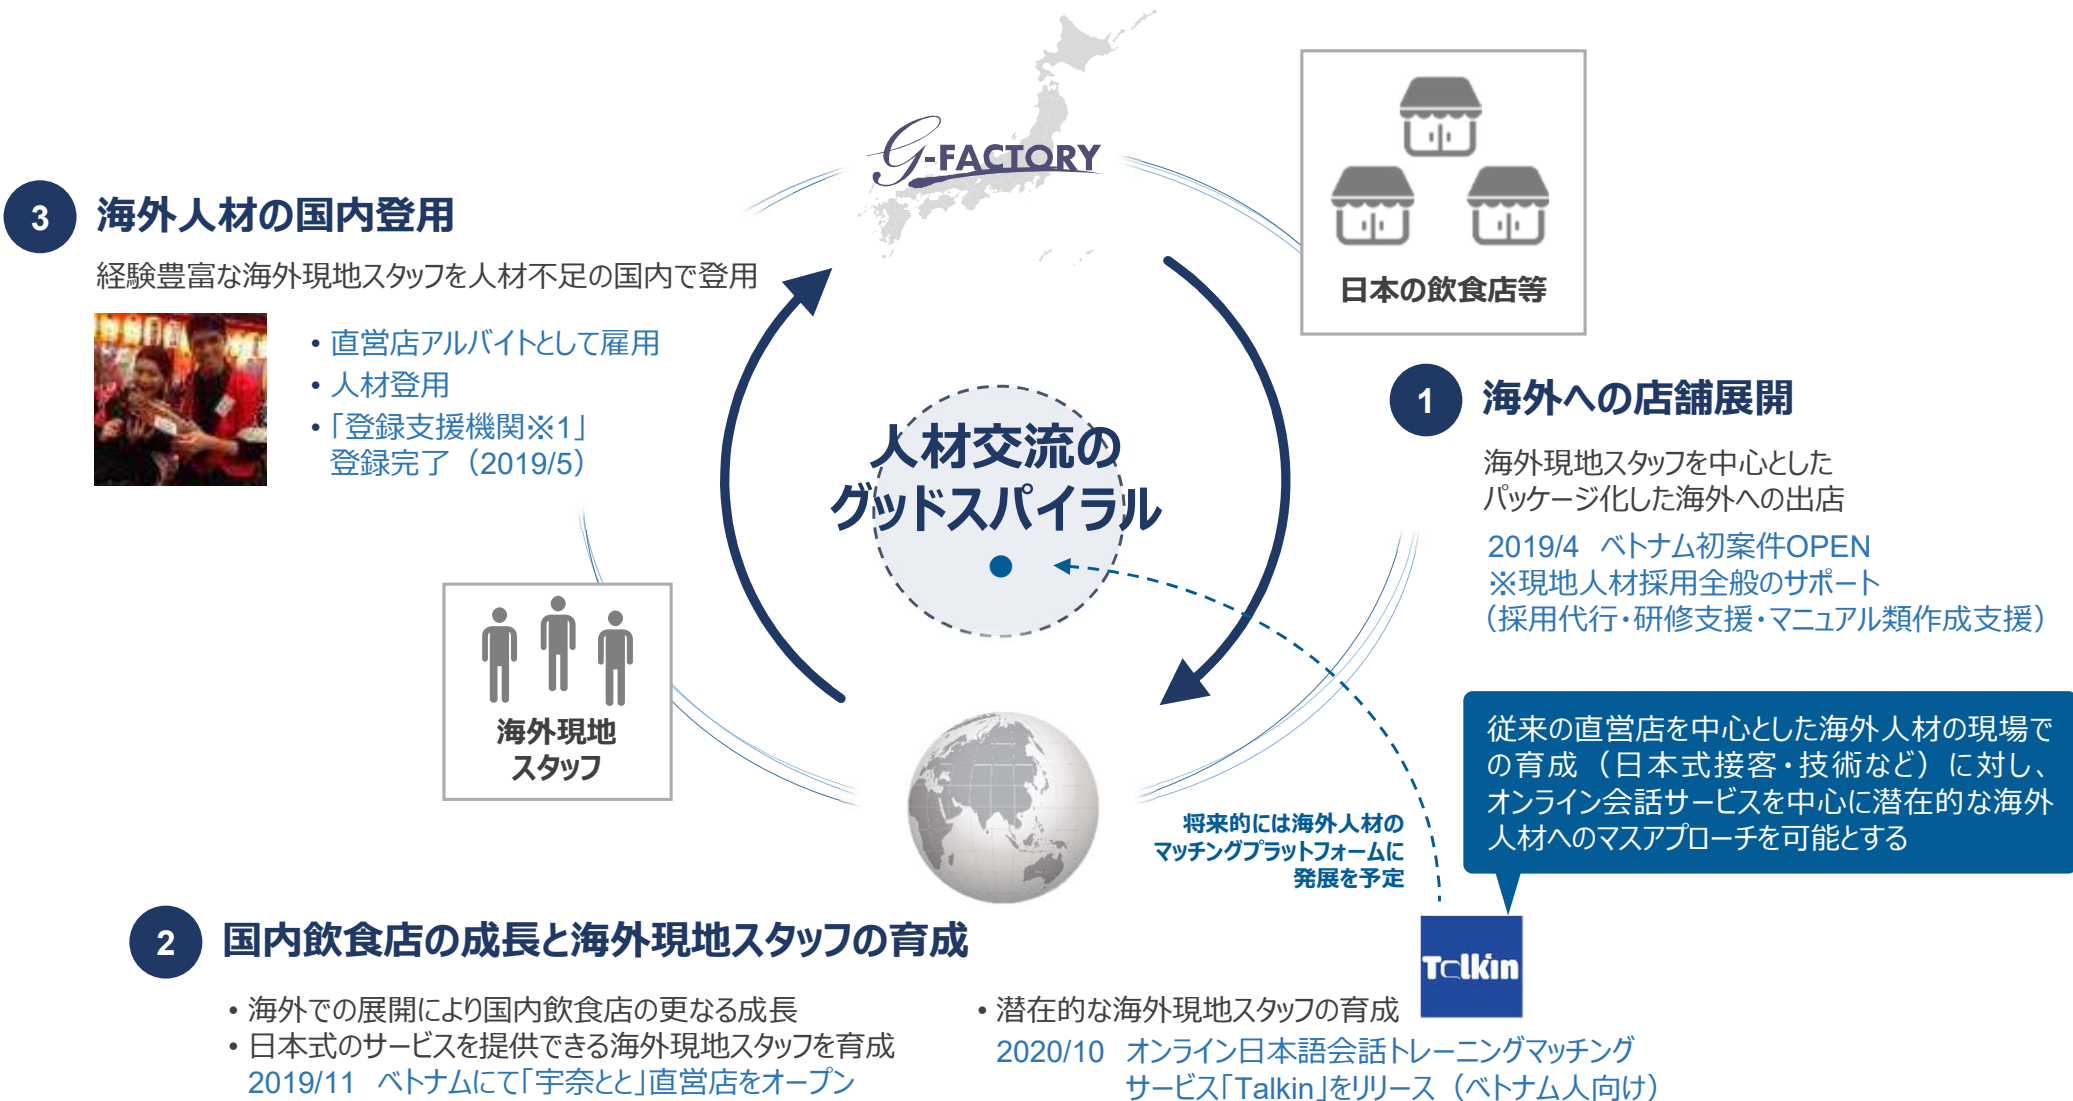 G-FACTORY
日本の飲食店等
3 海外人材の国内登用
経験豊富な海外現地スタッフを人材不足の国内で登用
• 直営店アルバイトとして雇用
• 人材登用
• 「登録支援機関※1」
登録完了（2019/5）
人材交流の
グッドスパイラル
1 海外への店舗展開
海外現地スタッフを中心とした
パッケージ化した海外への出店
2019/4 ベトナム初案件OPEN
※現地人材採用全般のサポート
（採用代行・研修支援・マニュアル類作成支援）
海外現地
スタッフ
従来の直営店を中心とした海外人材の現場で
の育成（日本式接客・技術など）に対し、
オンライン会話サービスを中心に潜在的な海外
人材へのマスアプローチを可能とする
将来的には海外人材の
マッチングプラットフォームに
発展を予定
Talkin
2 国内飲食店の成長と海外現地スタッフの育成
• 海外での展開により国内飲食店の更なる成長
• 日本式のサービスを提供できる海外現地スタッフを育成
2019/11 ベトナムにて「宇奈とと」直営店をオープン
• 潜在的な海外現地スタッフの育成
2020/10 オンライン日本語会話トレーニングマッチング
サービス「Talkin」をリリース（ベトナム人向け）